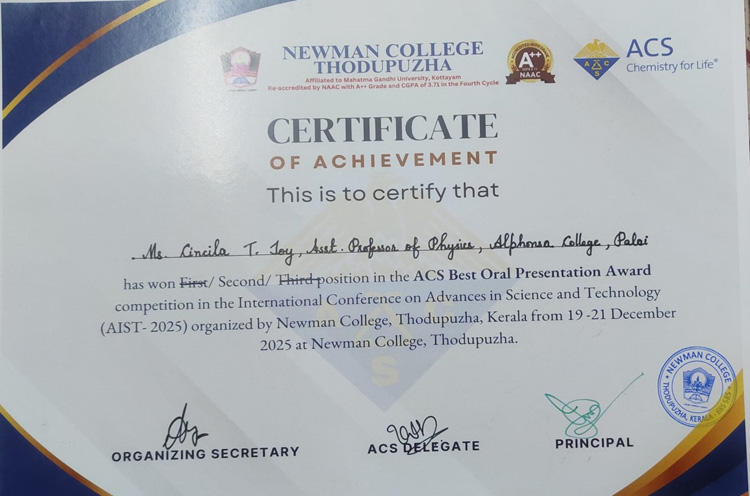 NEWMAN COLLEGE
THODUPUZHA
Affiliated to Mahatma Gandhi University, Kottayam
Re-accredited by NAAC with A++ Grade and CGPA of 3.71 in the Fourth Cycle
A++
NAAC
A C S
ACS
Chemistry for Life®
CERTIFICATE
OF ACHIEVEMENT
This is to certify that
Ms. Cincila T. Joy, Asst. Professor of Physics, Alphonsa College, Palai
has won First/ Second/ Third position in the ACS Best Oral Presentation Award
competition in the International Conference on Advances in Science and Technology
(AIST- 2025) organized by Newman College, Thodupuzha, Kerala from 19 -21 December
2025 at Newman College, Thodupuzha.
S
NEWMAN COLLEGE
THODUPUZHA, KERALA - 685 585
ORGANIZING SECRETARY
ACS DELEGATE
PRINCIPAL